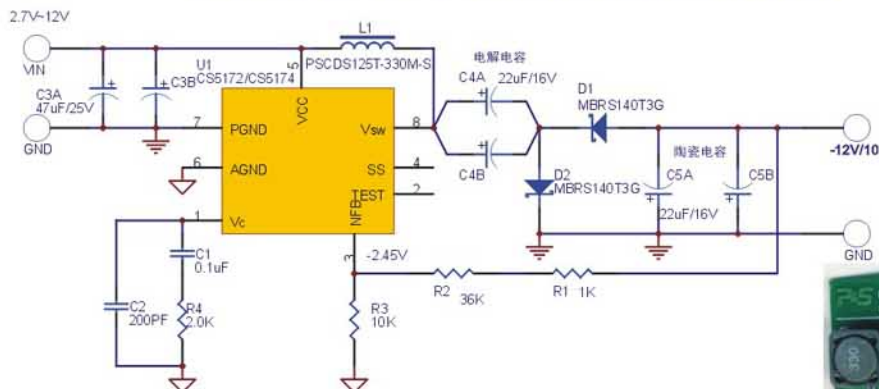 2.7V~12V
VIN
C3A
47uF/25V
C3B
GND
U1
CS5172/CS5174
5
VCC
L1
PSCDS125T-330M-S
7
PGND
6
AGND
1
Vc
Vsw
8
SS
4
TEST
2
NFB
3
-2.45V
电解电容
C4A
22uF/16V
C4B
D1
MBRS140T3G
D2
MBRS140T3G
陶瓷电容
C5A
22uF/16V
C5B
-12V/10
GND
C1
0.1uF
C2
200PF
R4
2.0K
R3
10K
R2
36K
R1
1K
330